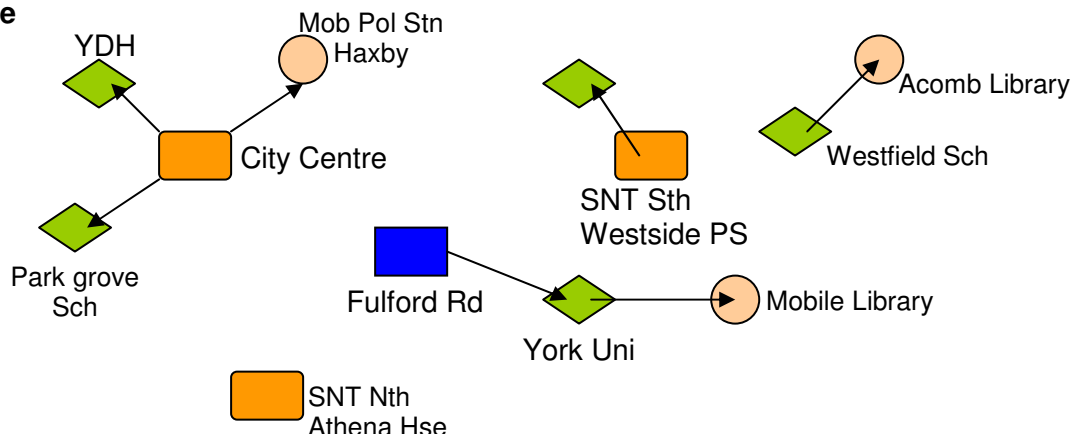 e
YDH
Mob Pol Stn
Haxby
Acomb Library
City Centre
Westfield Sch
SNT Sth
Westside PS
Park grove
Sch
Fulford Rd
Mobile Library
York Uni
SNT Nth
Athena Hse